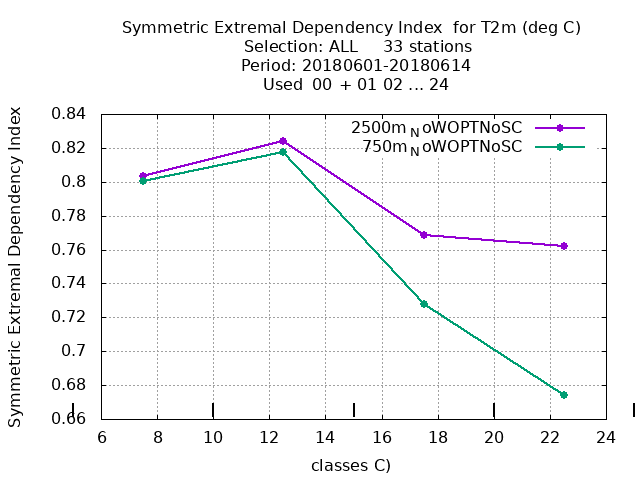 Symmetric Extremal Dependency Index  for T2m (deg C)
Selection: ALL     33 stations
Period: 20180601-20180614
Used  00 + 01 02 ... 24
Symmetric Extremal Dependency Index
2500m_NoWOPTNoSC
750m_NoWOPTNoSC
0.84
0.82
0.8
0.78
0.76
0.74
0.72
0.7
0.68
0.66
6 8 10 12 14 16 18 20 22 24
classes C)